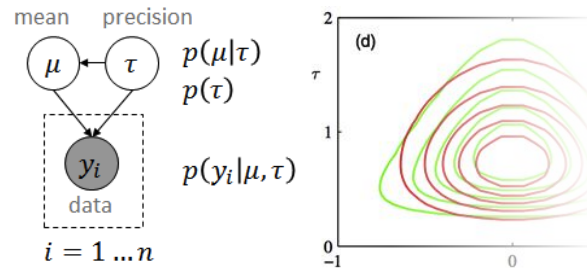 mean precision
μ τ p(μ|τ)
p(τ)
y_i p(y_i|μ, τ)
data
i = 1 … n
2
(d)
τ
1
0
-1 0